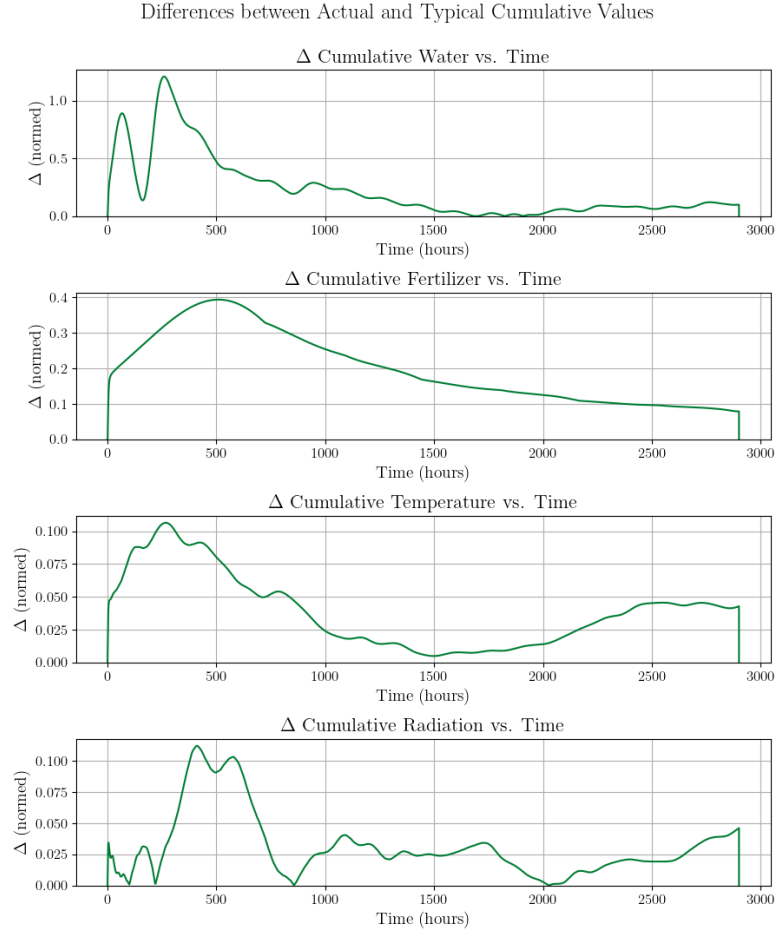 Differences between Actual and Typical Cumulative Values
Δ Cumulative Water vs. Time
Δ (normed)
1.0
0.5
0.0
0 500 1000 1500 2000 2500 3000
Time (hours)
Δ Cumulative Fertilizer vs. Time
Δ (normed)
0.4
0.3
0.2
0.1
0.0
0 500 1000 1500 2000 2500 3000
Time (hours)
Δ Cumulative Temperature vs. Time
Δ (normed)
0.100
0.075
0.050
0.025
0.000
0 500 1000 1500 2000 2500 3000
Time (hours)
Δ Cumulative Radiation vs. Time
Δ (normed)
0.100
0.075
0.050
0.025
0.000
0 500 1000 1500 2000 2500 3000
Time (hours)